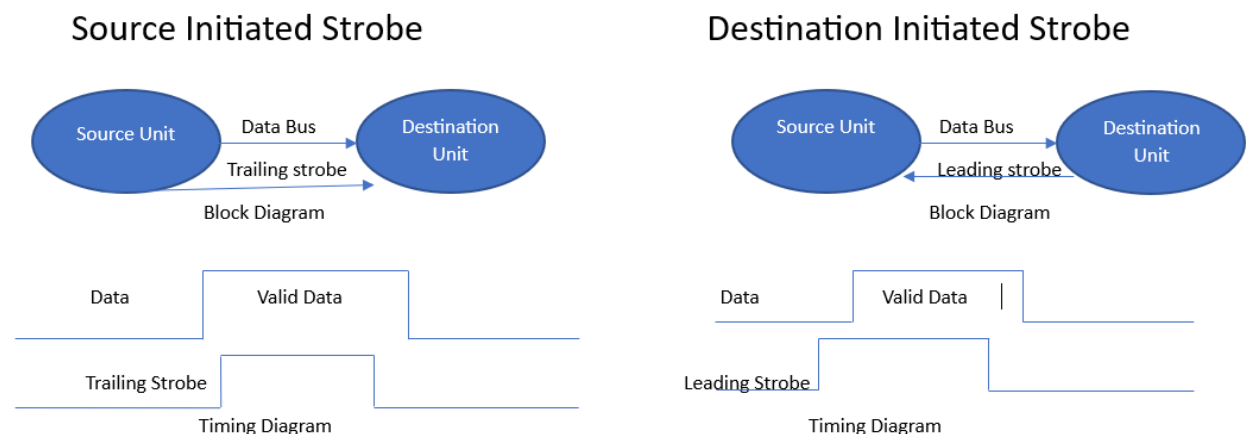 Source Initiated Strobe
Source Unit
Data Bus
Destination
Unit
Trailing strobe
Block Diagram
Data
Valid Data
Trailing Strobe
Timing Diagram
Destination Initiated Strobe
Source Unit
Data Bus
Destination
Unit
Leading strobe
Block Diagram
Data
Valid Data
Leading Strobe
Timing Diagram